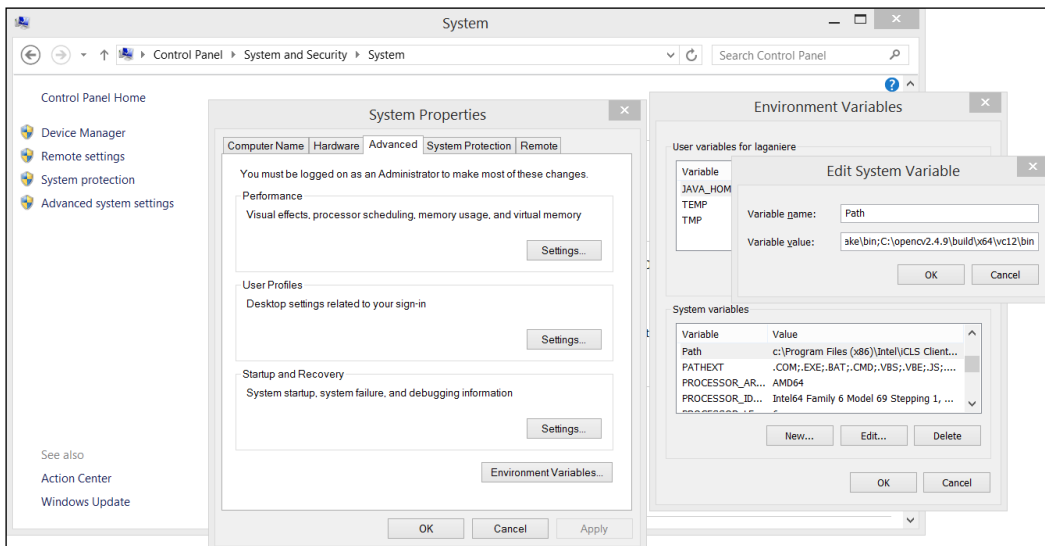 System
Control Panel System and Security System
Search Control Panel
Control Panel Home
Device Manager
Remote settings
System protection
Advanced system settings
See also
Action Center
Windows Update
System Properties
Computer Name Hardware Advanced System Protection Remote
You must be logged on as an Administrator to make most of these changes.
Performance
Visual effects, processor scheduling, memory usage, and virtual memory
Settings...
User Profiles
Desktop settings related to your sign-in
Settings...
Startup and Recovery
System startup, system failure, and debugging information
Settings...
Environment Variables...
OK Cancel Apply
Environment Variables
User variables for laganiere
Variable
JAVA_HOM
TEMP
TMP
Edit System Variable
Variable name: Path
Variable value: ake\bin;C:\opencv2.4.9\build\x64\vc12\bin
OK Cancel
System variables
Variable Value
Path c:\Program Files (x86)\Intel\iCLS Client...
PATHEXT .COM;.EXE;.BAT;.CMD;.VBS;.VBE;.JS;....
PROCESSOR_AR... AMD64
PROCESSOR_ID... Intel64 Family 6 Model 69 Stepping 1, ...
New... Edit... Delete
OK Cancel